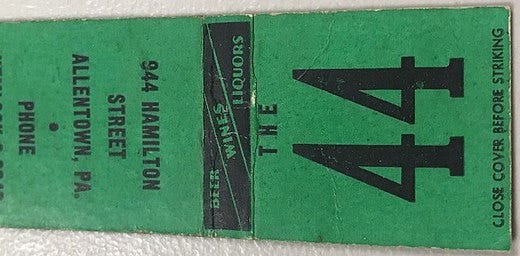 THE
44
CLOSE COVER BEFORE STRIKING
BEER
WINES
LIQUORS
944 HAMILTON
STREET
ALLENTOWN, PA.
•
PHONE